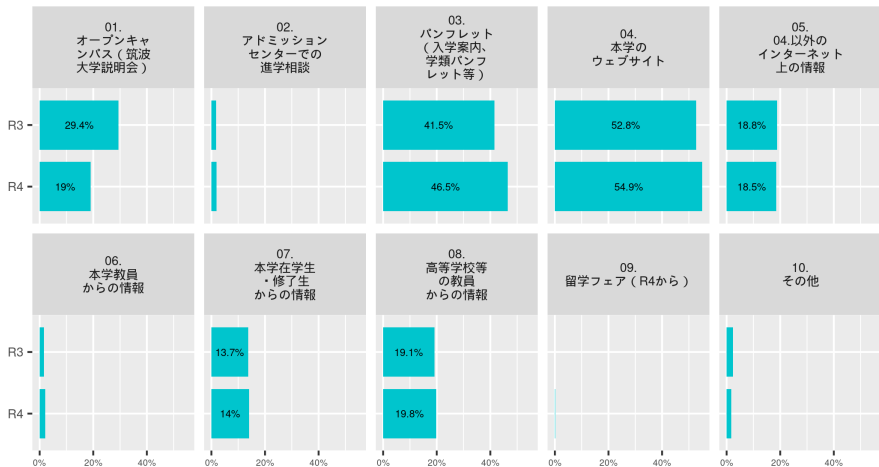 01.
オープンキャ
ンパス（筑波
大学説明会）
02.
アドミッション
センターでの
進学相談
03.
パンフレット
（入学案内、
学類パンフ
レット等）
04.
本学の
ウェブサイト
05.
04.以外の
インターネット
上の情報
R3
29.4%
41.5%
52.8%
18.8%
R4
19%
46.5%
54.9%
18.5%
06.
本学教員
からの情報
07.
本学在学生
・修了生
からの情報
08.
高等学校等
の教員
からの情報
09.
留学フェア（R4から）
10.
その他
R3
13.7%
19.1%
R4
14%
19.8%
0% 20% 40% 0% 20% 40% 0% 20% 40% 0% 20% 40% 0% 20% 40%